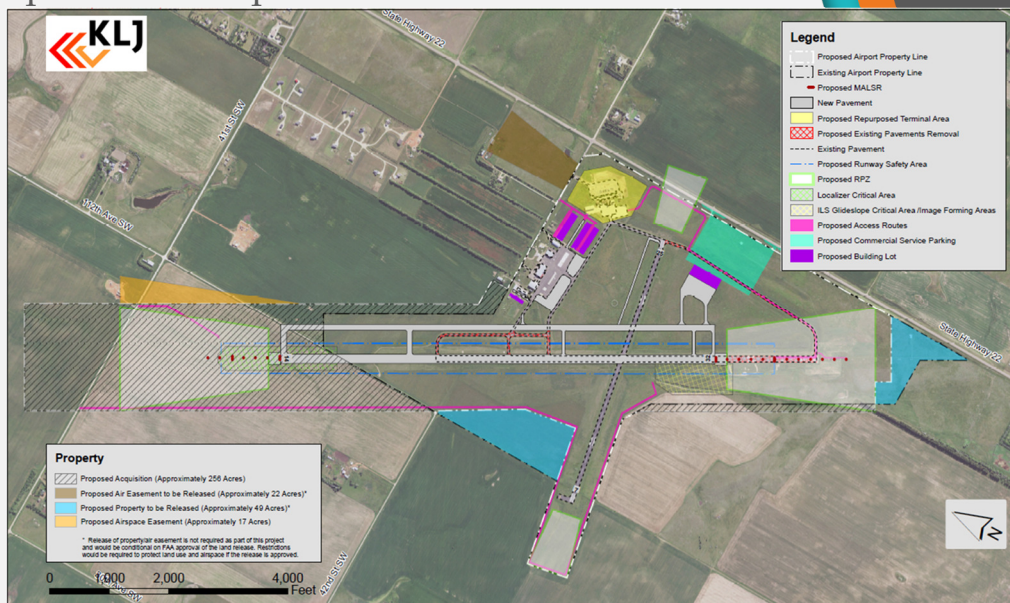 KLJ
State Highway 22
41st St SW
112th Ave SW
State Highway 22
42nd St SW
Legend
Proposed Airport Property Line
Existing Airport Property Line
Proposed MALSR
New Pavement
Proposed Repurposed Terminal Area
Proposed Existing Pavements Removal
Existing Pavement
Proposed Runway Safety Area
Proposed RPZ
Localizer Critical Area
ILS Glideslope Critical Area /Image Forming Areas
Proposed Access Routes
Proposed Commercial Service Parking
Proposed Building Lot
Property
Proposed Acquisition (Approximately 256 Acres)
Proposed Air Easement to be Released (Approximately 22 Acres)*
Proposed Property to be Released (Approximately 49 Acres)*
Proposed Airspace Easement (Approximately 17 Acres)
* Release of property/air easement is not required as part of this project
and would be conditional on FAA approval of the land release. Restrictions
would be required to protect land use and airspace if the release is approved.
0 1,000 2,000 4,000
Feet
N